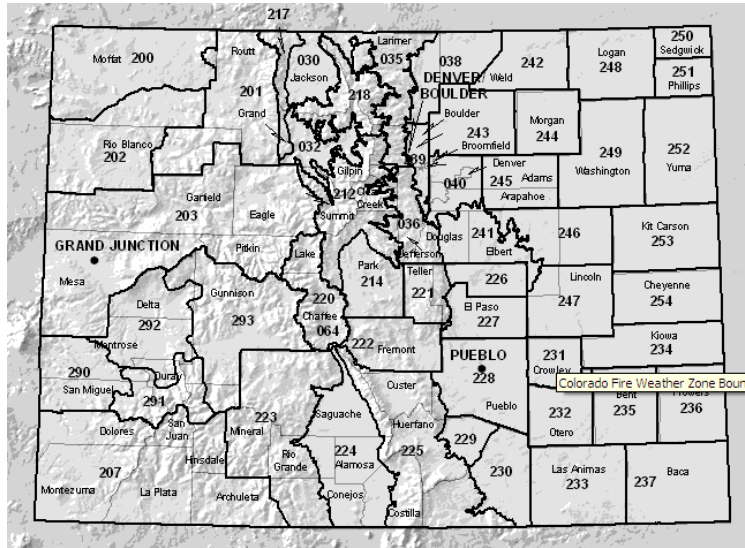 217
Moffat 200
Routt
201
030
Jackson
Larimer
035
038
Weld
242
Logan
248
250
Sedgwick
251
Phillips
218
DENVER/
BOULDER
Grand
032
Boulder
243
Broomfield
Morgan
244
Rio Blanco
202
Gilpin
212
Clear
Creek
Summit
039
040
Denver
245 Adams
Arapahoe
249
Washington
252
Yuma
203
Garfield
Eagle
036
Jefferson
Douglas
241
Elbert
246
Kit Carson
253
GRAND JUNCTION
Mesa
Pitkin
Lake
Park
214
Teller
221
226
Lincoln
247
Cheyenne
254
Delta
292
Gunnison
293
220
Chaffee
064
El Paso
227
Kiowa
234
Montrose
222
Fremont
PUEBLO
228
Pueblo
231
Crowley
Colorado Fire Weather Zone Boun
290
San Miguel
Ouray
291
San
Juan
Dolores
Custer
232
Otero
Bent
235
Prowers
236
223
Mineral
Saguache
Hinsdale
Rio
Grande
224
Alamosa
Huerfano
225
229
230
Las Animas
233
237
Baca
207
Montezuma
La Plata
Archuleta
Conejos
Costilla